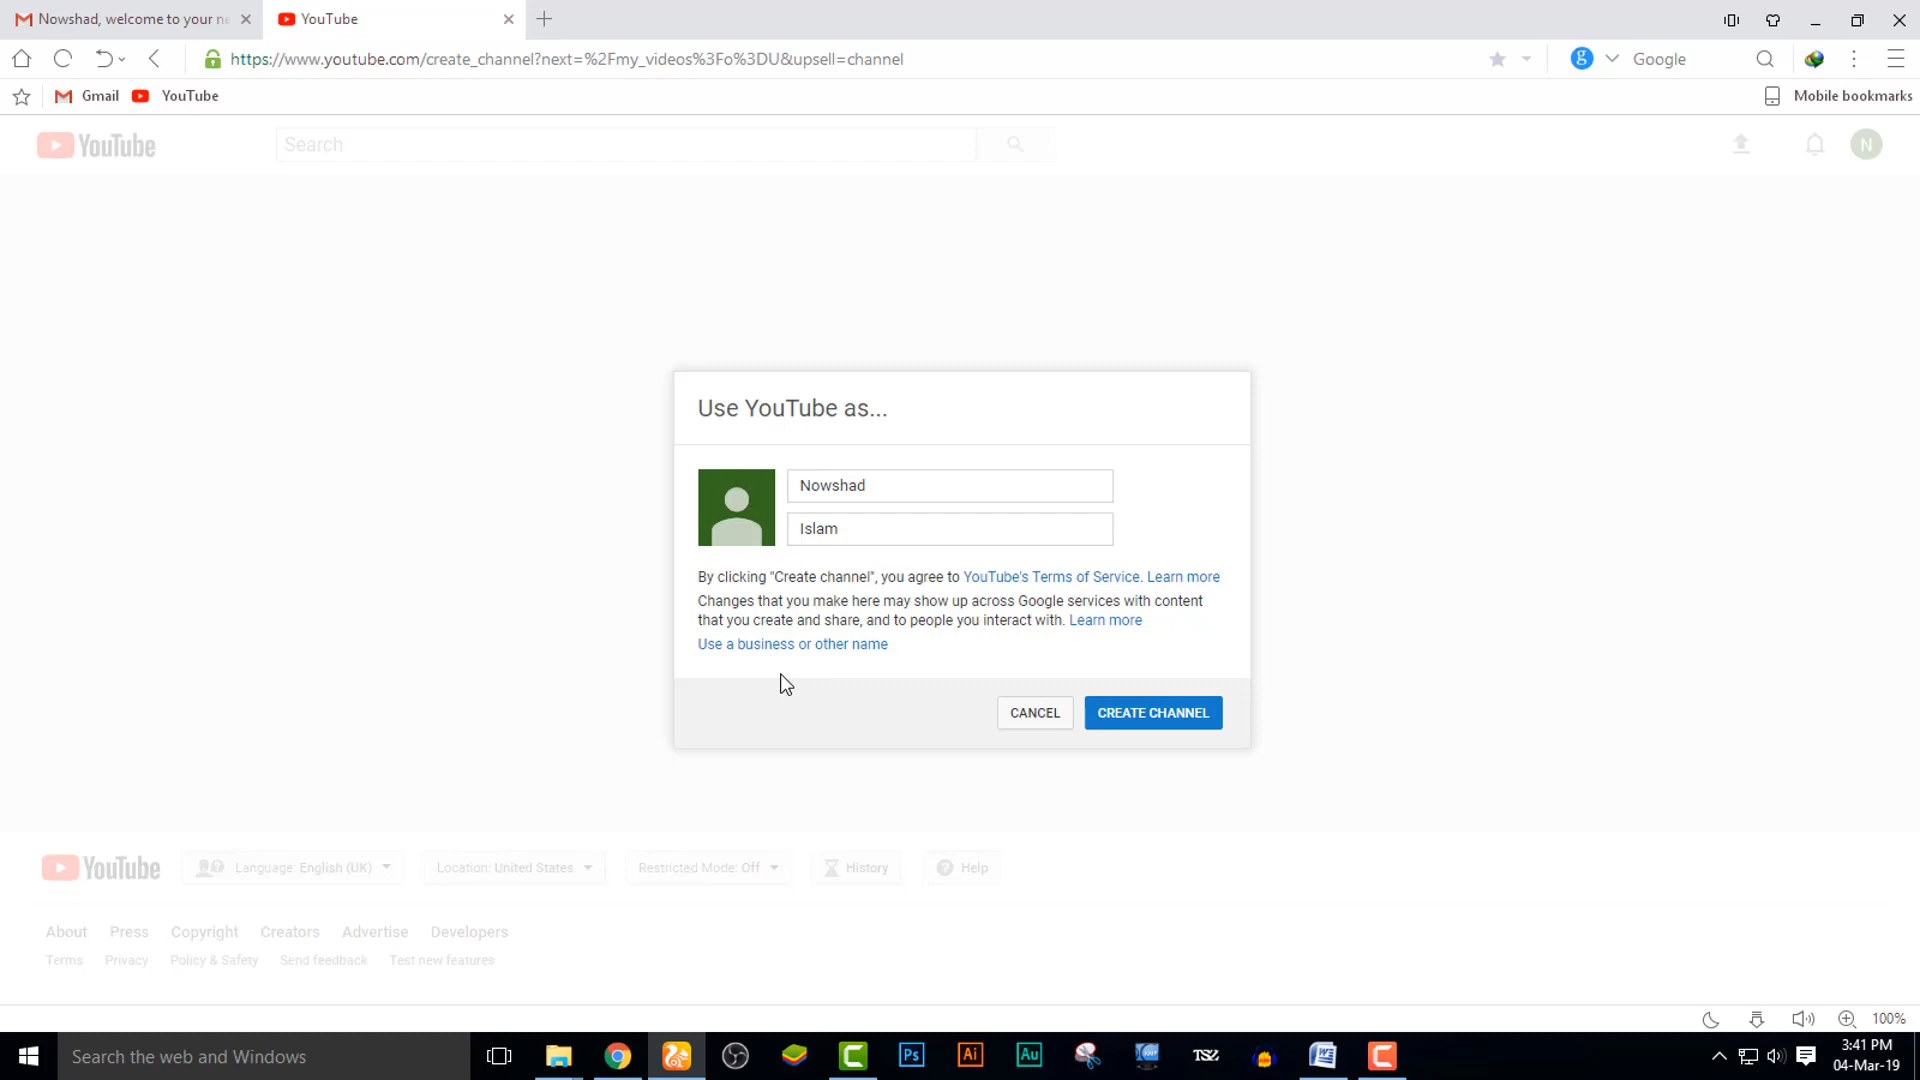 Nowshad, welcome to your ne
YouTube
https://www.youtube.com/create_channel?next=%2Fmy_videos%3Fo%3DU&upsell=channel
Google
Gmail
YouTube
Mobile bookmarks
YouTube
Search
N
Use YouTube as...
Nowshad
Islam
By clicking "Create channel", you agree to YouTube's Terms of Service. Learn more
Changes that you make here may show up across Google services with content
that you create and share, and to people you interact with. Learn more
Use a business or other name
CANCEL
CREATE CHANNEL
YouTube
Language: English (UK)
Location: United States
Restricted Mode: Off
History
Help
About
Press
Copyright
Creators
Advertise
Developers
Terms
Privacy
Policy & Safety
Send feedback
Test new features
100%
Search the web and Windows
Ps
Ai
Au
3:41 PM
04-Mar-19